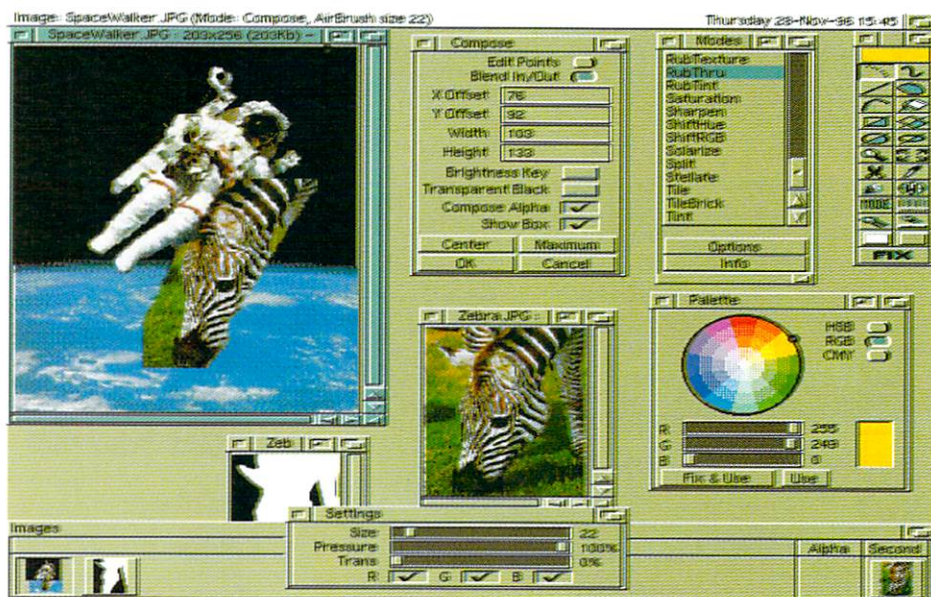 Image: SpaceWalker.JPG (Mode: Compose, AirBrush size 22)
Thursday 28-Nov-96 15:45
SpaceWalker.JPG : 203x256 (203Kb) -
Compose
Edit Points
Blend In/Out
X Offset 76
Y Offset 92
Width 103
Height 133
Brightness Key
Transparent Black
Compose Alpha
Show Box
Center Maximum
OK Cancel
Modes
RubTexture
RubThru
RubTint
Saturation
Sharpen
ShiftHue
ShiftRGB
Solarize
Split
Stellate
Tile
TileBrick
Tint
Options
Info
MODE
FIX
Zebra.JPG :
Palette
HSB
RGB
CMY
R 255
G 249
B 0
Fix & Use Use
Zeb
Settings
Size 22
Pressure 100%
Trans 0%
R G B
Images
Alpha Second